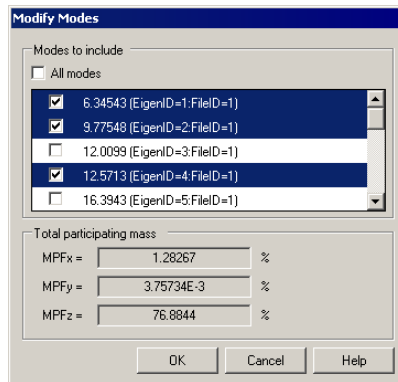 Modify Modes
Modes to include
All modes
6.34543 (EigenID=1:FileID=1)
9.77548 (EigenID=2:FileID=1)
12.0099 (EigenID=3:FileID=1)
12.5713 (EigenID=4:FileID=1)
16.3943 (EigenID=5:FileID=1)
Total participating mass
MPFx = 1.28267 %
MPFy = 3.75734E-3 %
MPFz = 76.8844 %
OK Cancel Help